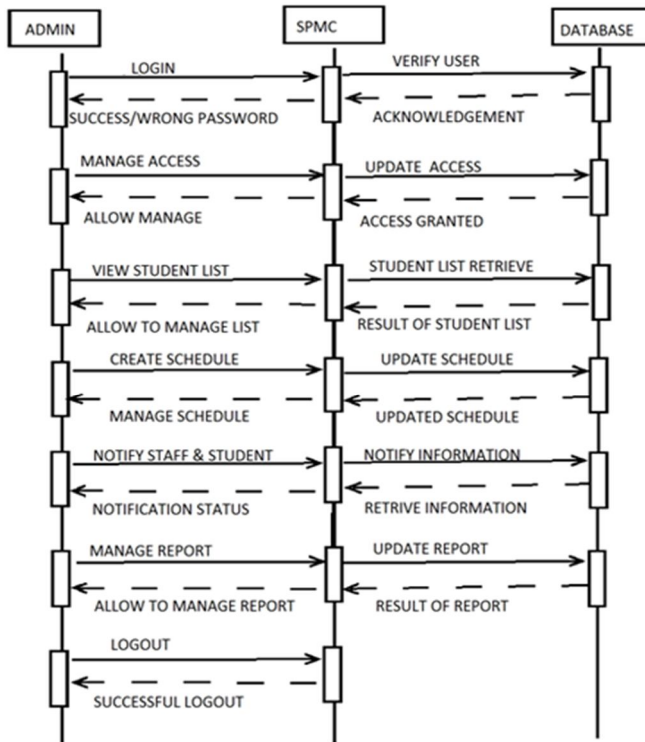 ADMIN
SPMC
DATABASE
LOGIN
VERIFY USER
SUCCESS/WRONG PASSWORD
ACKNOWLEDGEMENT
MANAGE ACCESS
UPDATE ACCESS
ALLOW MANAGE
ACCESS GRANTED
VIEW STUDENT LIST
STUDENT LIST RETRIEVE
ALLOW TO MANAGE LIST
RESULT OF STUDENT LIST
CREATE SCHEDULE
UPDATE SCHEDULE
MANAGE SCHEDULE
UPDATED SCHEDULE
NOTIFY STAFF & STUDENT
NOTIFY INFORMATION
NOTIFICATION STATUS
RETRIVE INFORMATION
MANAGE REPORT
UPDATE REPORT
ALLOW TO MANAGE REPORT
RESULT OF REPORT
LOGOUT
SUCCESSFUL LOGOUT